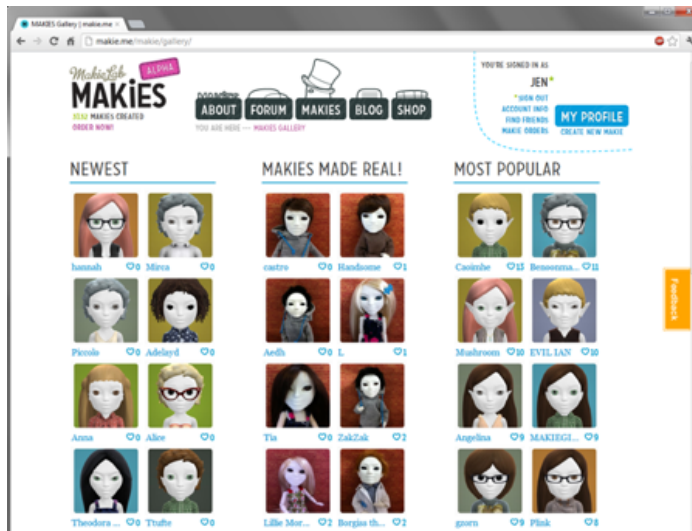 MAKIES Gallery | makie.me
makie.me/makie/gallery/
MakieLab
ALPHA
MAKIES
MAKIES CREATED
ORDER NOW!
ABOUT
FORUM
MAKIES
BLOG
SHOP
YOU ARE HERE — MAKIES GALLERY
YOU'RE SIGNED IN AS
JEN*
*SIGN OUT
ACCOUNT INFO
FIND FRIENDS
MAKIE ORDERS
MY PROFILE
CREATE NEW MAKIE
NEWEST
MAKIES MADE REAL!
MOST POPULAR
hannah 0 Mirca 0
castro 0 Handsome 1
Caoimhe 13 Benoonma... 11
Piccolo 0 Adelayd 0
Aedh 0 L 1
Mushroom 10 EVIL IAN 10
Anna 0 Alice 0
Tia 0 ZakZak 2
Angelina 9 MAKIEGI... 9
Theodora ... 0 Ttufte 0
Lillie Mor... 2 Borgias th... 2
gzorn 9 Plink 8
Feedback